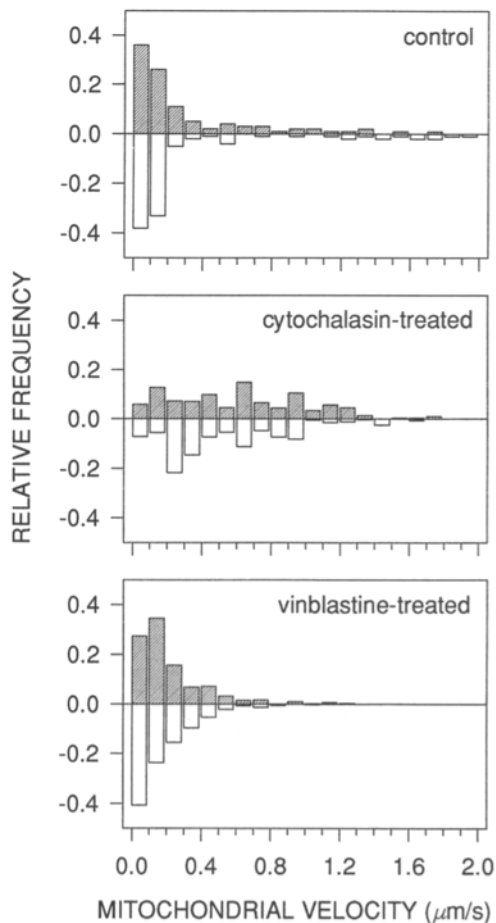 control
0.4
0.2
0.0
-0.2
-0.4
cytochalasin-treated
0.4
0.2
0.0
-0.2
-0.4
RELATIVE FREQUENCY
vinblastine-treated
0.4
0.2
0.0
-0.2
-0.4
0.0 0.4 0.8 1.2 1.6 2.0
MITOCHONDRIAL VELOCITY (μm/s)